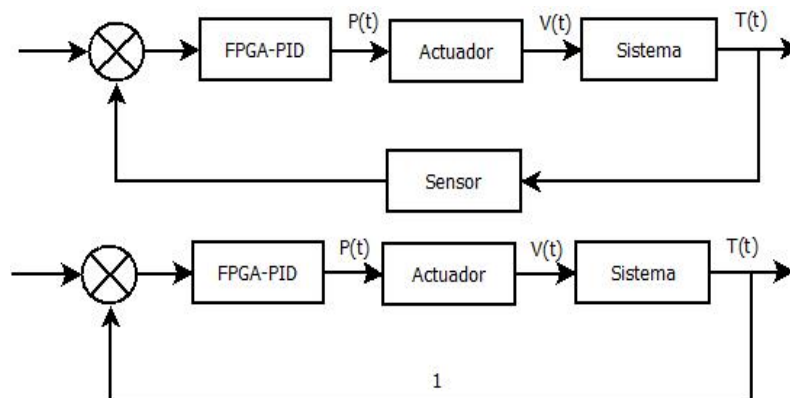 P(t)
V(t)
T(t)
FPGA-PID
Actuador
Sistema
Sensor
P(t)
V(t)
T(t)
FPGA-PID
Actuador
Sistema
1